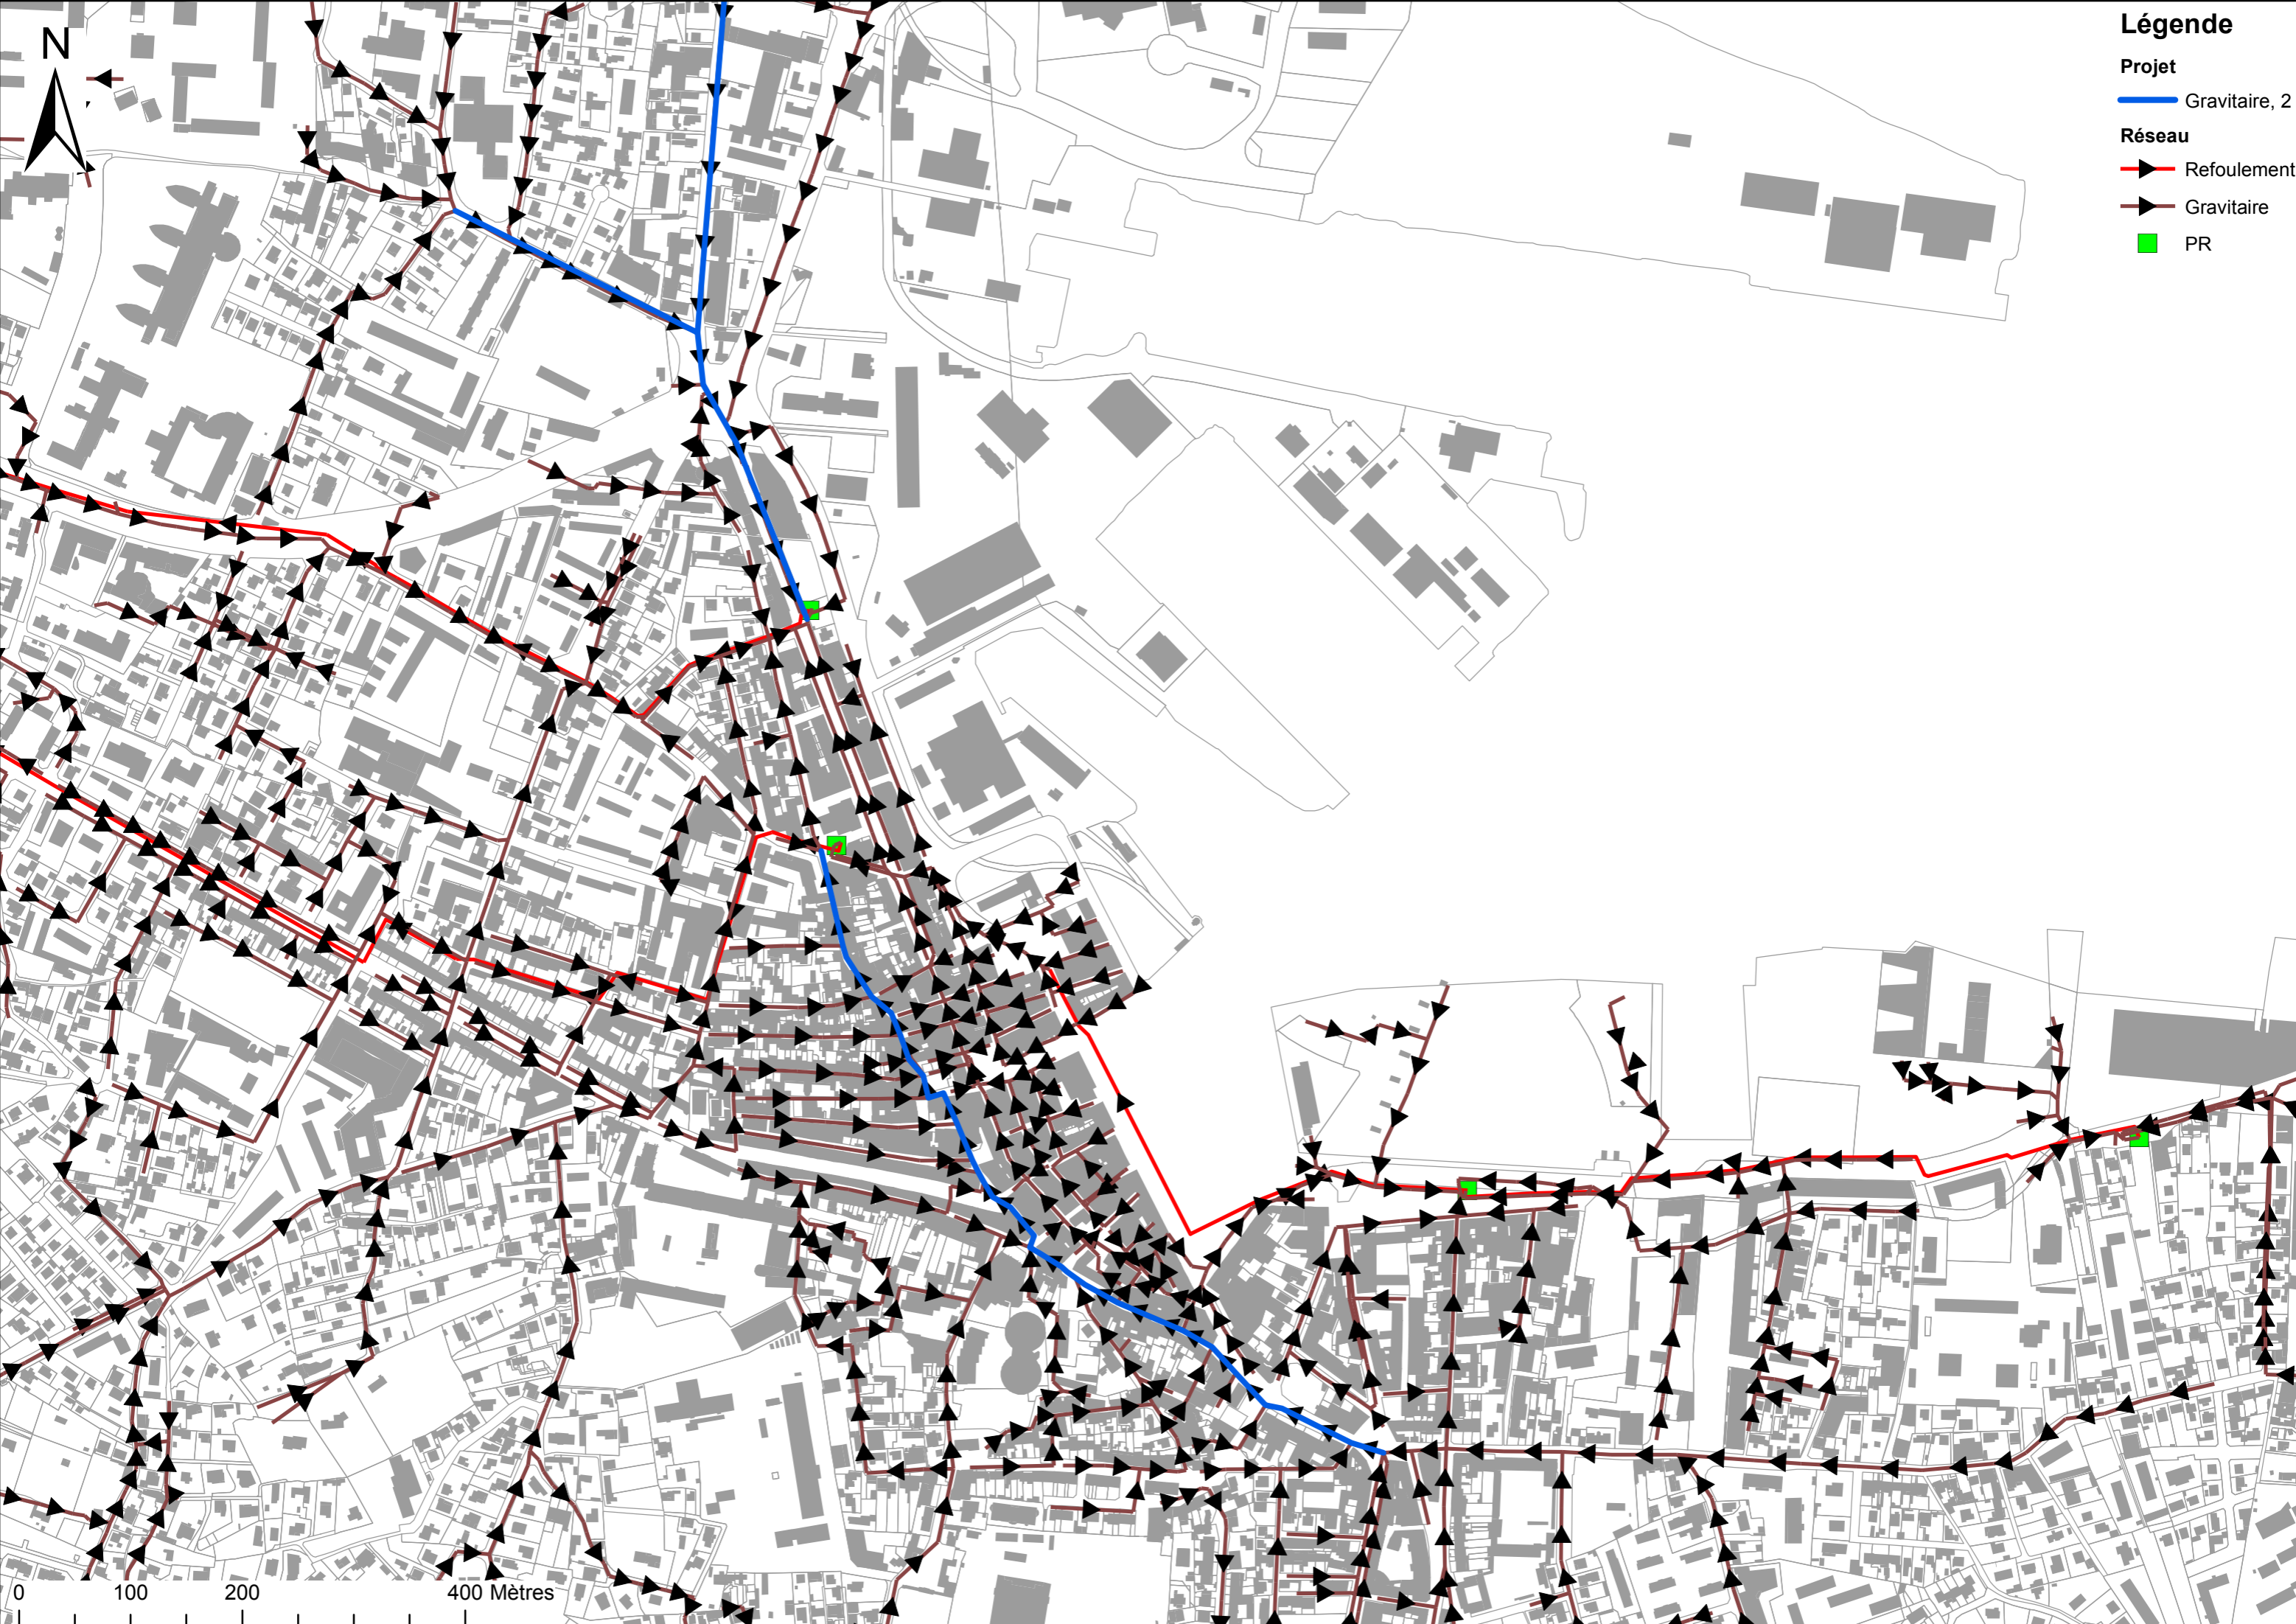 N
Légende
Projet
Gravitaire, 2
Réseau
Refoulement
Gravitaire
PR
0 100 200 400 Mètres